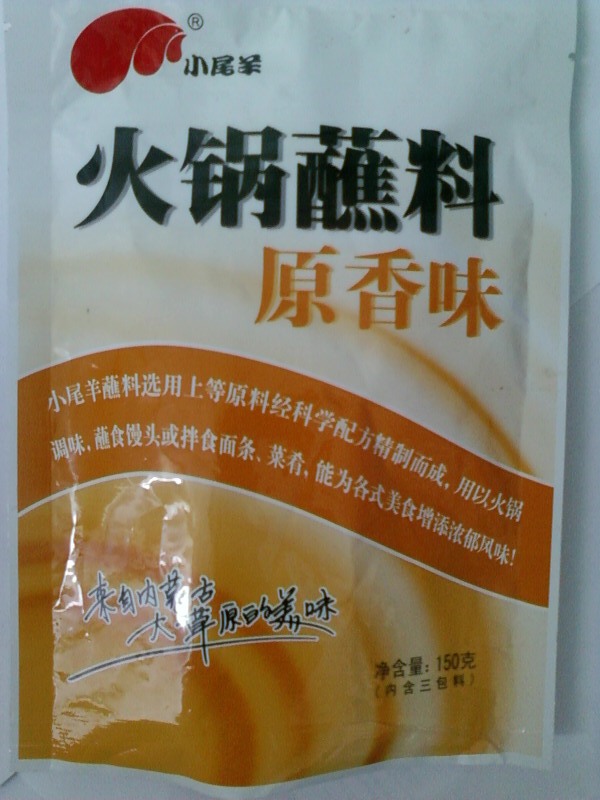 ®
小尾羊
火锅蘸料
原香味
小尾羊蘸料选用上等原料经科学配方精制而成，用以火锅
调味，蘸食馒头或拌食面条、菜肴，能为各式美食增添浓郁风味！
来自内蒙古
大草原的美味
净含量：150克
（内含三包料）